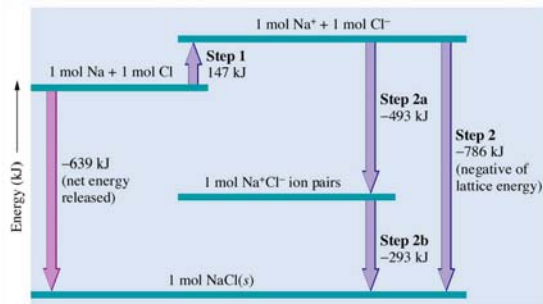 1 mol Na⁺ + 1 mol Cl⁻
Step 1
147 kJ
1 mol Na + 1 mol Cl
Step 2a
−493 kJ
Step 2
−786 kJ
(negative of
lattice energy)
−639 kJ
(net energy
released)
1 mol Na⁺Cl⁻ ion pairs
Step 2b
−293 kJ
1 mol NaCl(s)
Energy (kJ)